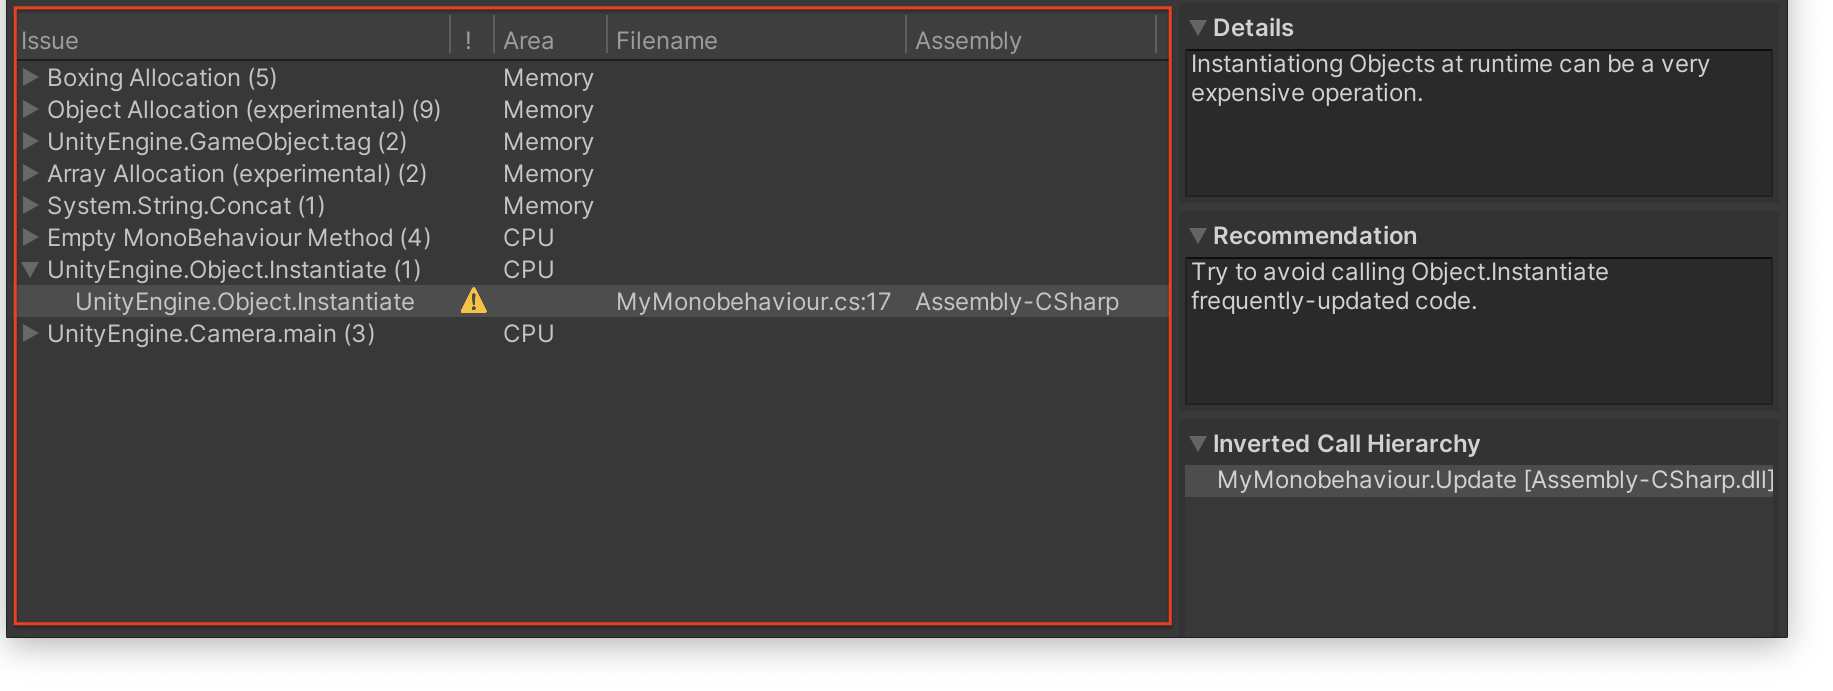 Issue ! Area Filename Assembly
Boxing Allocation (5) Memory
Object Allocation (experimental) (9) Memory
UnityEngine.GameObject.tag (2) Memory
Array Allocation (experimental) (2) Memory
System.String.Concat (1) Memory
Empty MonoBehaviour Method (4) CPU
UnityEngine.Object.Instantiate (1) CPU
UnityEngine.Object.Instantiate MyMonobehaviour.cs:17 Assembly-CSharp
UnityEngine.Camera.main (3) CPU
Details
Instantiationg Objects at runtime can be a very
expensive operation.
Recommendation
Try to avoid calling Object.Instantiate
frequently-updated code.
Inverted Call Hierarchy
MyMonobehaviour.Update [Assembly-CSharp.dll]